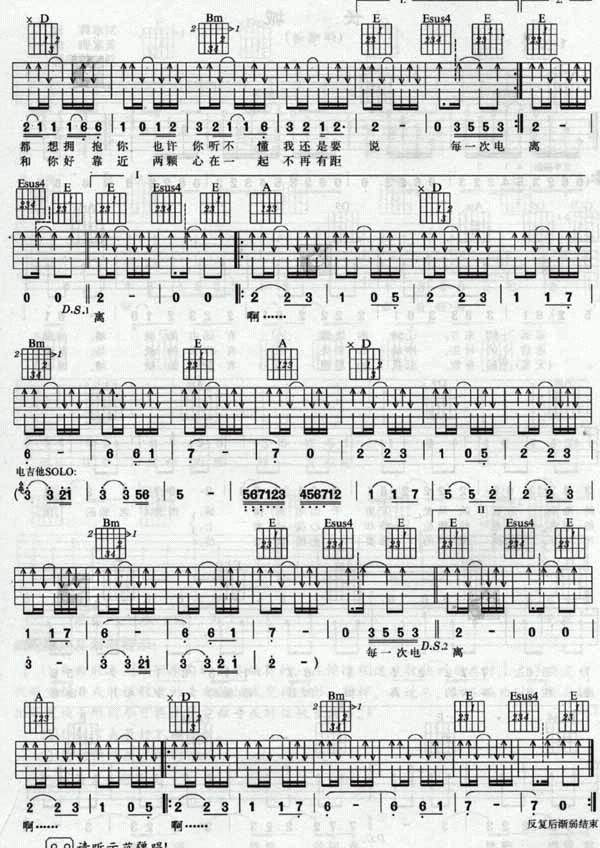 D Bm E Esus4 E
2 1 1 1 6 6 1 0 1 2 3 2 1 1 6 3 2 1 2· 2 - 0 3 5 5 3 2 -
都 想 拥 抱 你 也许 你听不 懂 我还是要 说 每一次电 离
和 你 好 靠 近 两颗 心在一 起 不再有距
Esus4 E E Esus4 E A D
I
0 0 2 - 0 0 2 2 3 1 0 5 2 2 3 1 1 7
D.S.1 离 啊……
Bm E A D
6 - 6 6 1 7 - 7 0 2 2 3 1 0 5 2 2 3
电吉他SOLO:
(3 3 2 1 3 3 5 6 5 - 5 6 7 1 2 3 4 5 6 7 1 2 1 1 7 5 5 2 2 2 3
II
Bm E Esus4 E E Esus4 E
1 1 7 6 - 6 6 1 7 - 0 3 5 5 3 2 - 0 0
每一次电 D.S.2 离
3 - 3 3 2 1 3 3 2 1 2 - )
A D A D Bm E Esus4 E
2 2 3 1 0 5 2 2 3 1 1 7 6 - 6 6 1 7 - 7 0
啊…… 啊…… 反复后渐弱结束
请听示范弹唱!